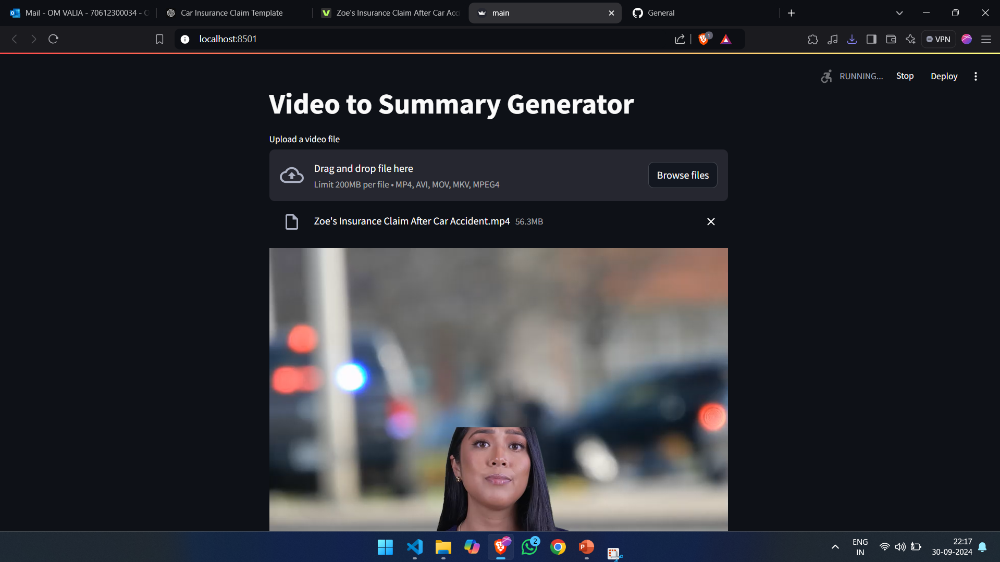 Mail - OM VALIA - 70612300034 - O
Car Insurance Claim Template
Zoe's Insurance Claim After Car Acci
main
General
localhost:8501
1
VPN
RUNNING...
Stop
Deploy
Video to Summary Generator
Upload a video file
Drag and drop file here
Limit 200MB per file • MP4, AVI, MOV, MKV, MPEG4
Browse files
Zoe's Insurance Claim After Car Accident.mp4 56.3MB
2
ENG
IN
22:17
30-09-2024